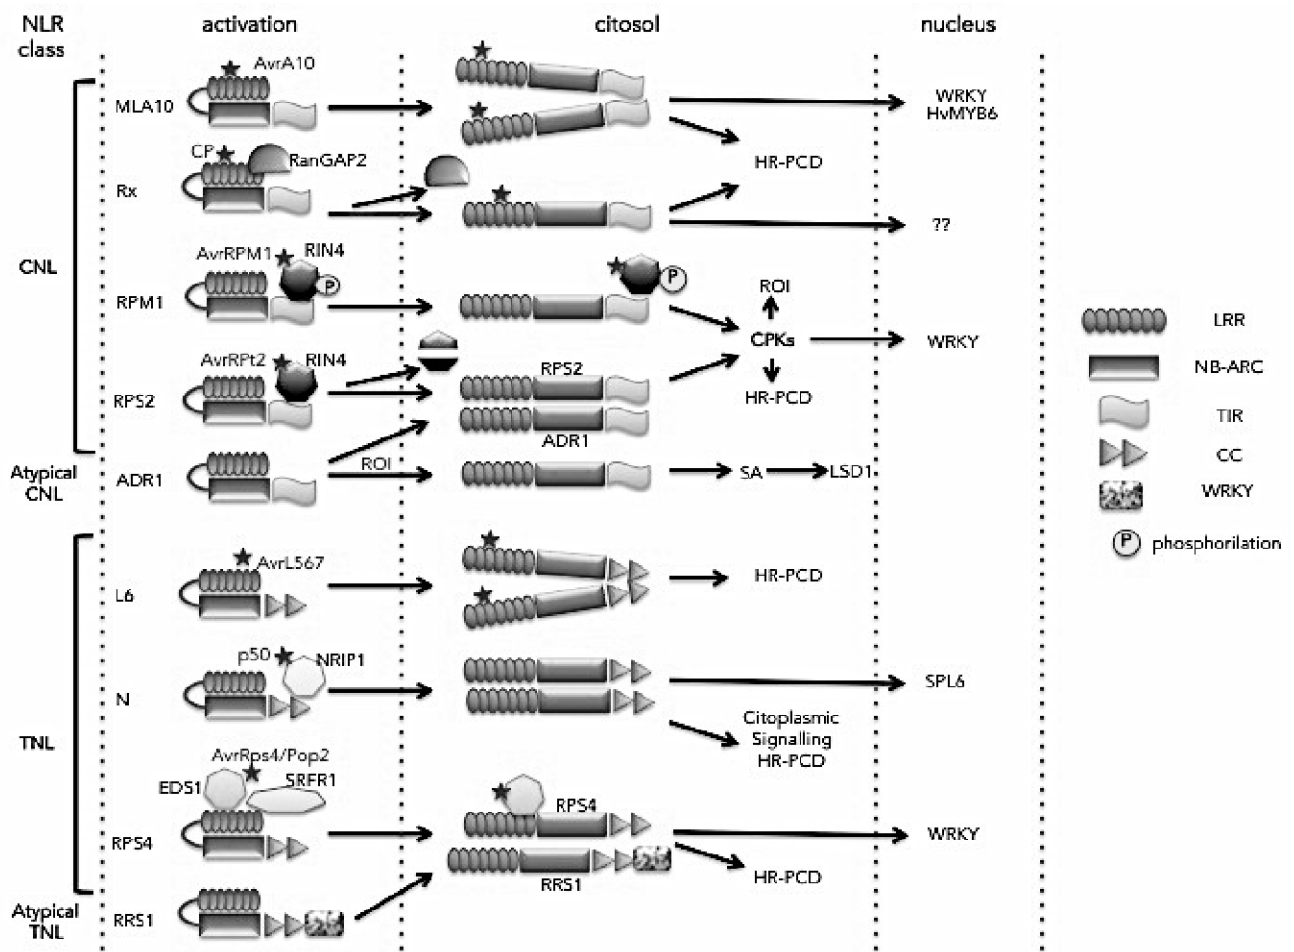 NLR
class
activation
citosol
nucleus
CNL
Atypical
CNL
TNL
Atypical
TNL
MLA10
AvrA10
WRKY
HvMYB6
HR-PCD
Rx
CP
RanGAP2
??
RPM1
AvrRPM1
RIN4
P
P
ROI
CPKs
WRKY
HR-PCD
RPS2
AvrRPt2
RIN4
RPS2
ADR1
ADR1
ROI
SA
LSD1
L6
AvrL567
HR-PCD
N
p50
NRIP1
SPL6
Citoplasmic
Signalling
HR-PCD
RPS4
AvrRps4/Pop2
EDS1
SRFR1
RPS4
RRS1
WRKY
HR-PCD
RRS1
LRR
NB-ARC
TIR
CC
WRKY
P phosphorilation